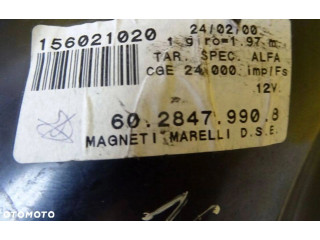 156021020
24/02/00
1 giro=1.97 m.
TAR. SPEC. ALFA
CGE 24.000 imp/Fs
12V.
60.2847.990.8
MAGNETI MARELLI D.S.E.
OTOMOTO